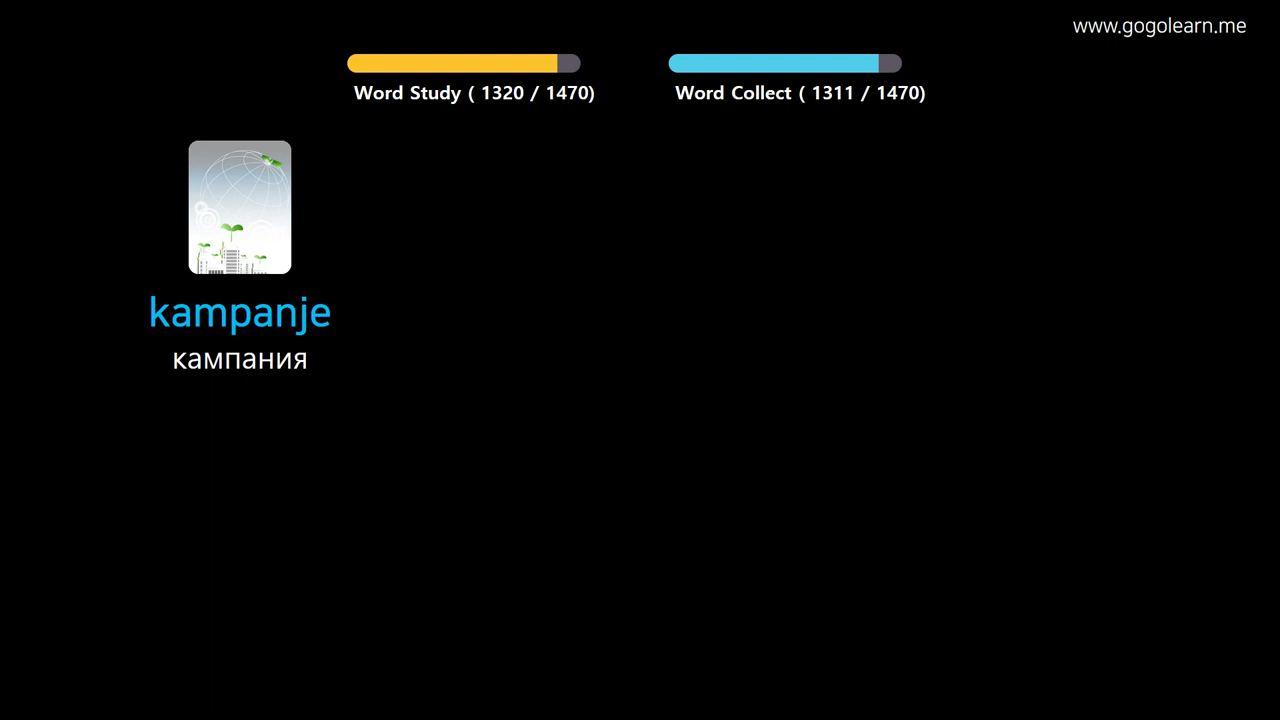 www.gogolearn.me
Word Study ( 1320 / 1470)
Word Collect ( 1311 / 1470)
kampanje
кампания